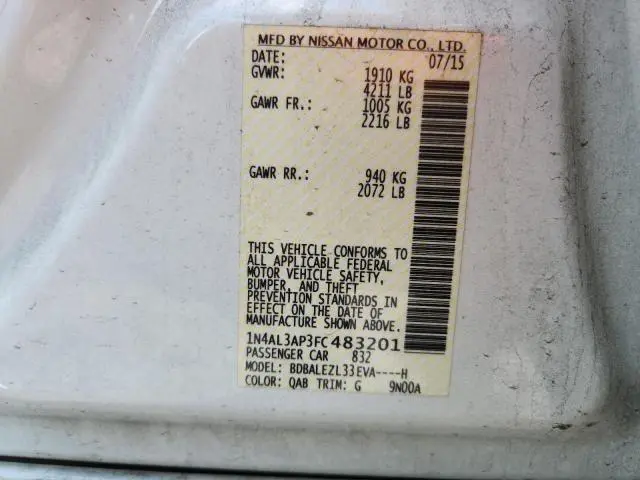 MFD BY NISSAN MOTOR CO., LTD.
DATE: 07/15
GVWR: 1910 KG
4211 LB
GAWR FR.: 1005 KG
2216 LB
GAWR RR.: 940 KG
2072 LB
THIS VEHICLE CONFORMS TO
ALL APPLICABLE FEDERAL
MOTOR VEHICLE SAFETY,
BUMPER, AND THEFT
PREVENTION STANDARDS IN
EFFECT ON THE DATE OF
MANUFACTURE SHOWN ABOVE.
1N4AL3AP3FC483201
PASSENGER CAR 832
MODEL: BDBALEZL33EVA----H
COLOR: QAB TRIM: G 9N00A